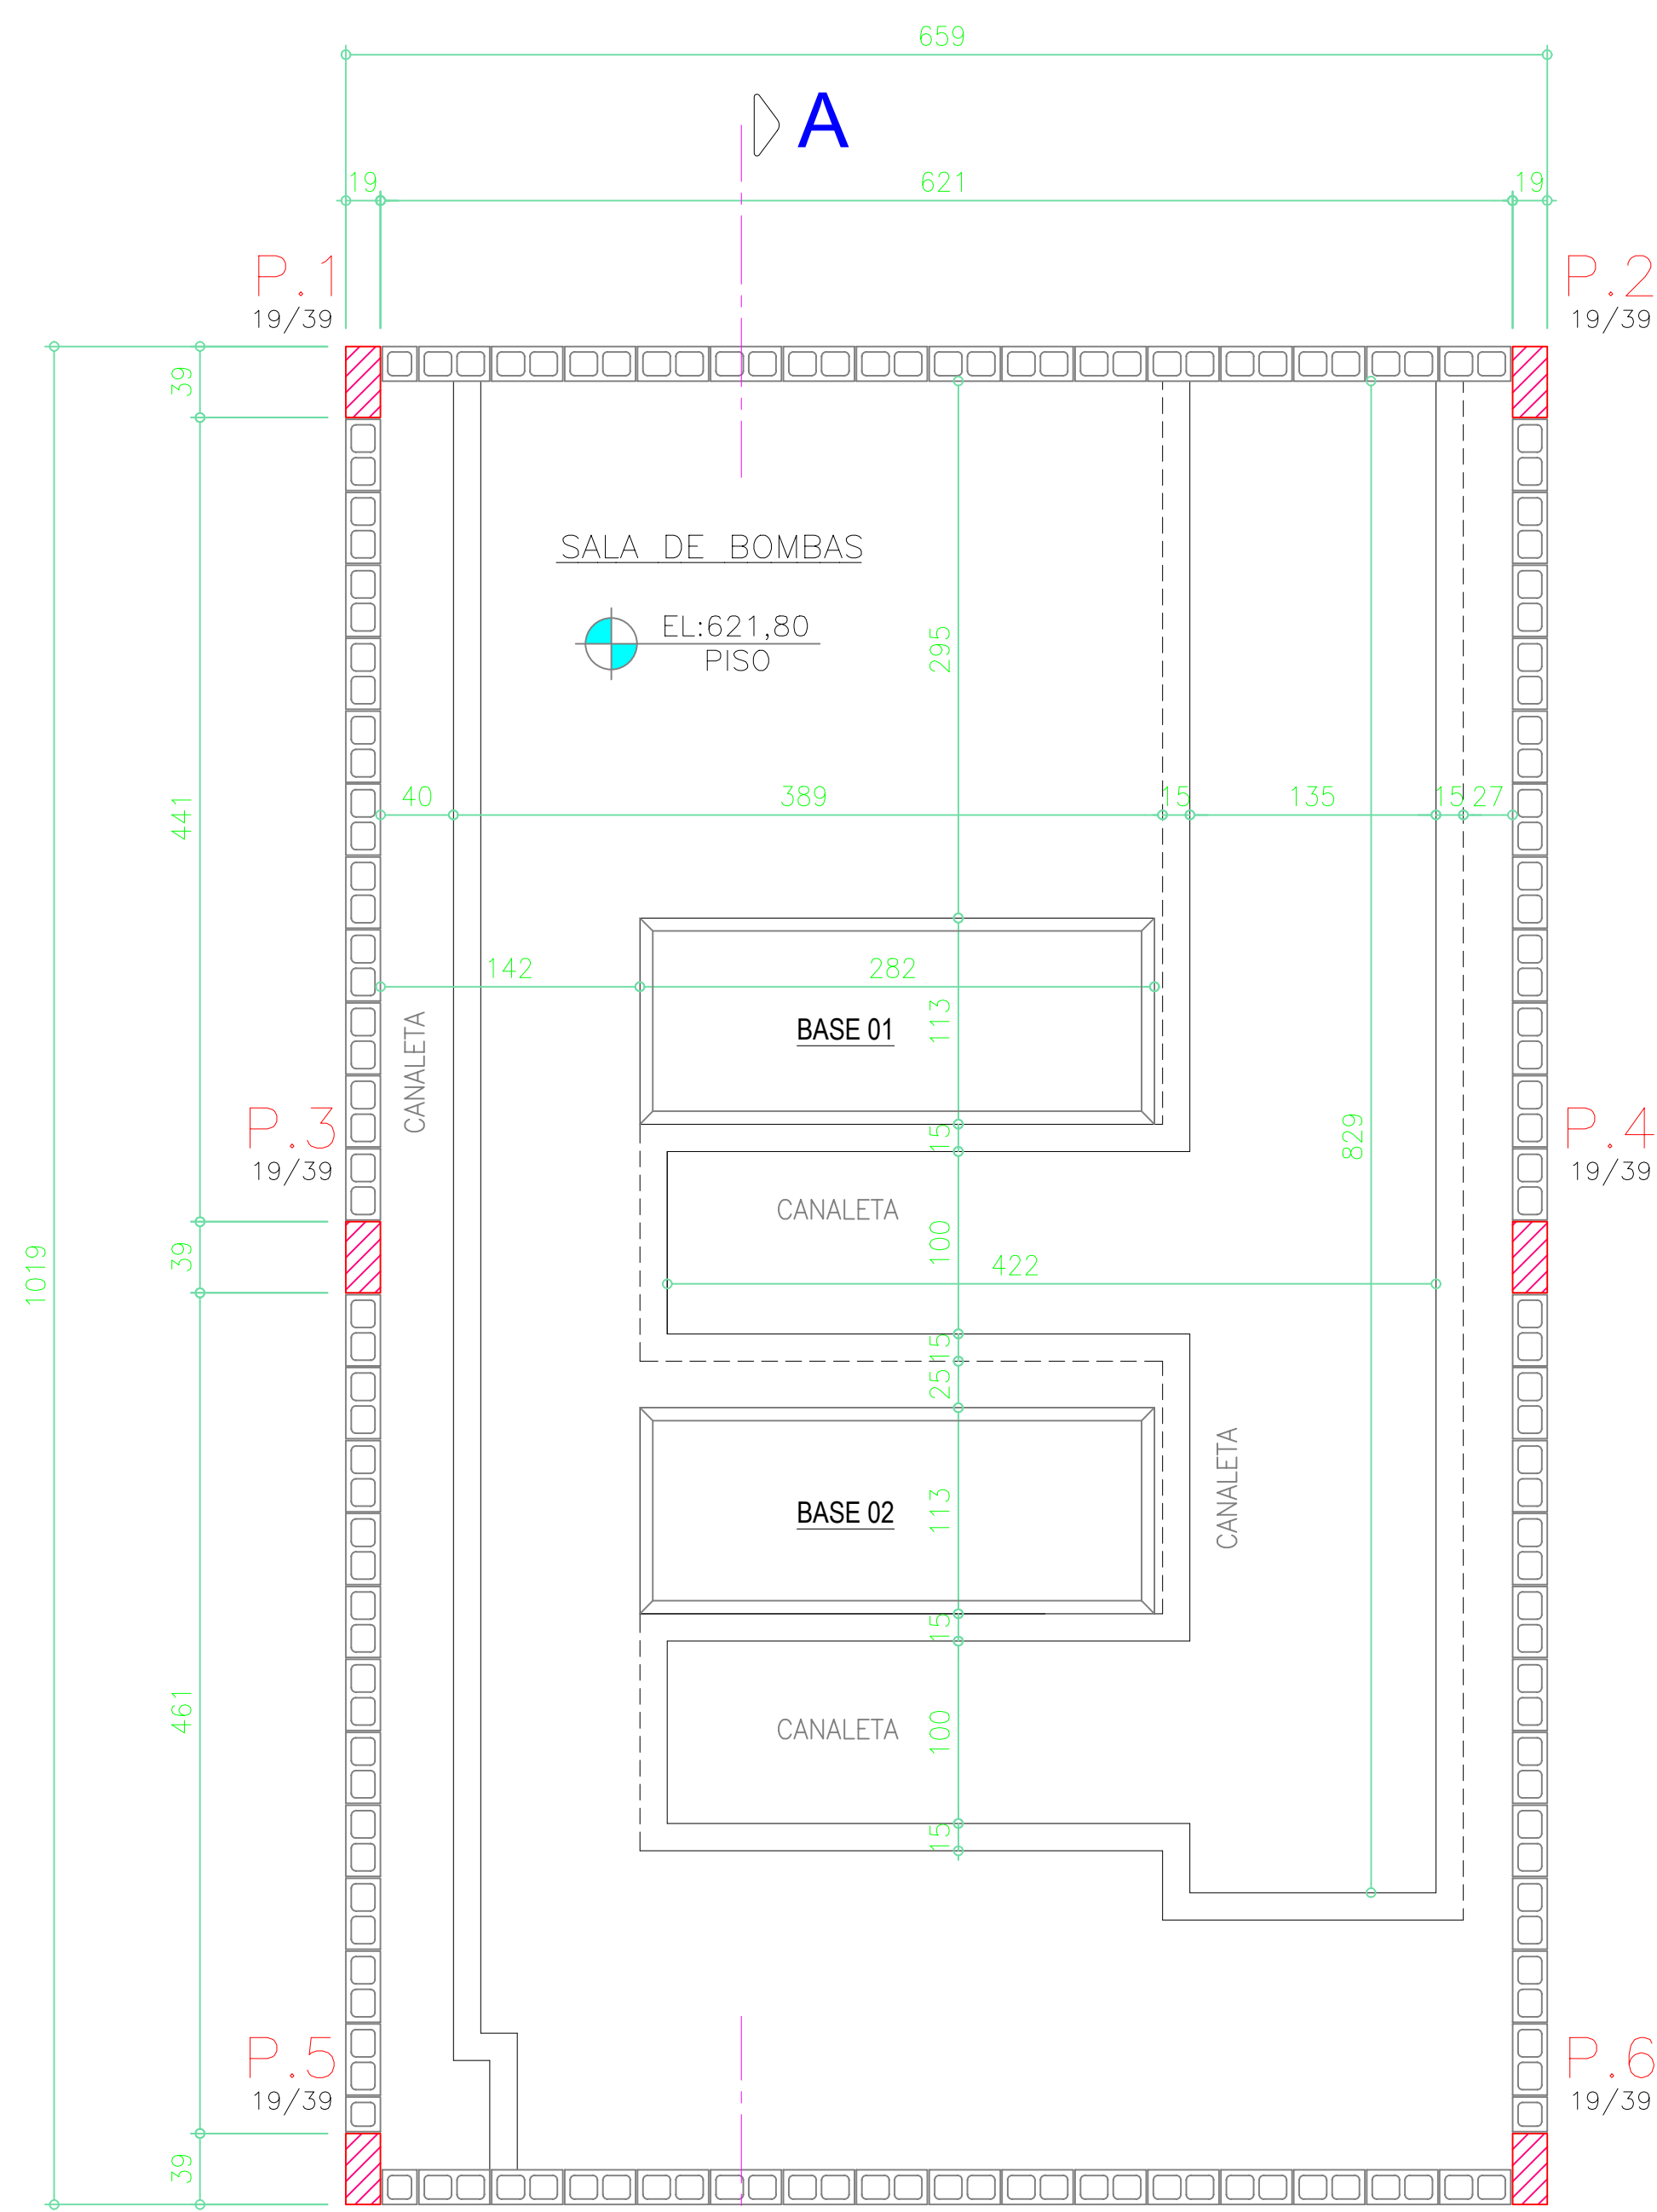 659
A
19 621 19
P.1
19/39
P.2
19/39
39
SALA DE BOMBAS
EL:621,80
PISO
295
441
40 389 15 135 15 27
142 282
113
BASE 01
CANALETA
P.3
19/39
P.4
19/39
15
829
CANALETA
100
39
1019
422
15
25
CANALETA
113
BASE 02
15
461
CANALETA
100
15
P.5
19/39
P.6
19/39
39